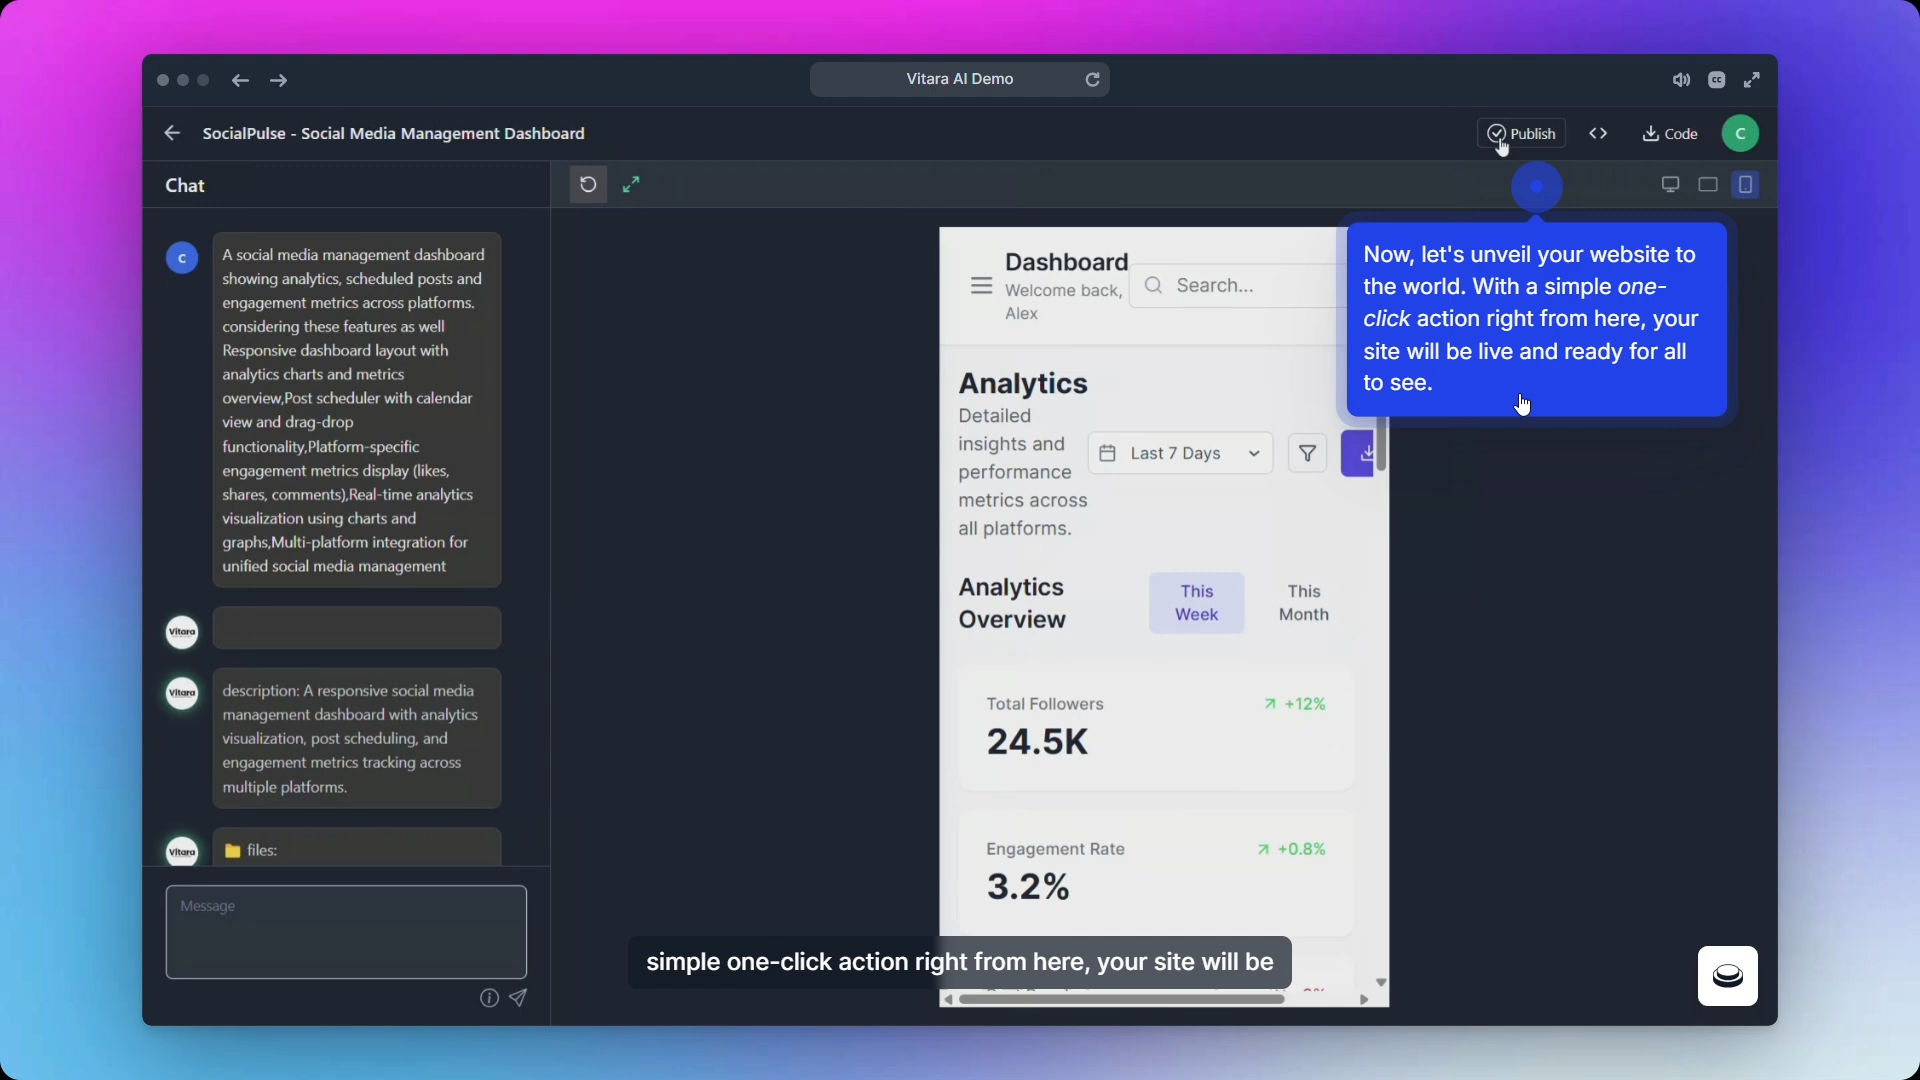 Vitara AI Demo
CC
SocialPulse - Social Media Management Dashboard
Publish
Code
C
Chat
C
A social media management dashboard
showing analytics, scheduled posts and
engagement metrics across platforms.
considering these features as well
Responsive dashboard layout with
analytics charts and metrics
overview,Post scheduler with calendar
view and drag-drop
functionality,Platform-specific
engagement metrics display (likes,
shares, comments),Real-time analytics
visualization using charts and
graphs,Multi-platform integration for
unified social media management
Vitara
Vitara
description: A responsive social media
management dashboard with analytics
visualization, post scheduling, and
engagement metrics tracking across
multiple platforms.
Vitara
files:
Message
Dashboard
Welcome back,
Alex
Search...
Now, let's unveil your website to
the world. With a simple one-
click action right from here, your
site will be live and ready for all
to see.
Analytics
Detailed
insights and
performance
metrics across
all platforms.
Last 7 Days
Analytics
Overview
This
Week
This
Month
Total Followers
+12%
24.5K
Engagement Rate
+0.8%
3.2%
simple one-click action right from here, your site will be